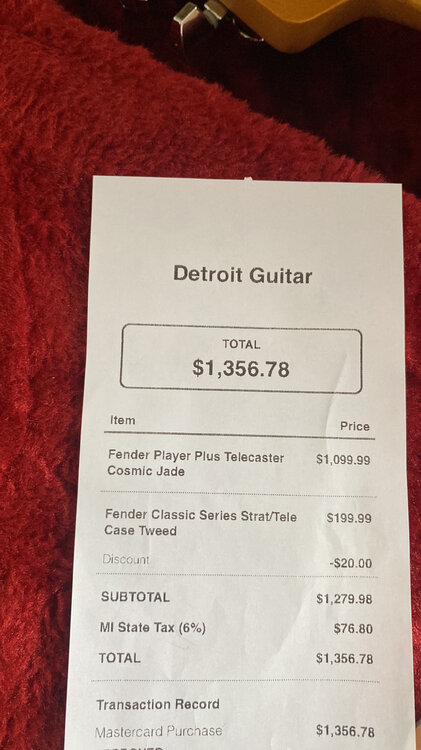 Detroit Guitar
TOTAL
$1,356.78
Item Price
Fender Player Plus Telecaster $1,099.99
Cosmic Jade
Fender Classic Series Strat/Tele $199.99
Case Tweed
Discount -$20.00
SUBTOTAL $1,279.98
MI State Tax (6%) $76.80
TOTAL $1,356.78
Transaction Record
Mastercard Purchase $1,356.78